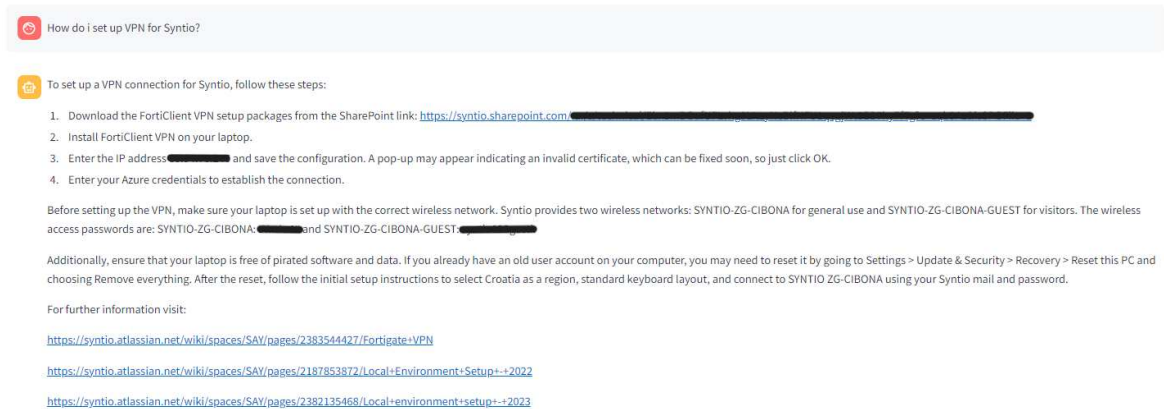 How do i set up VPN for Syntio?
To set up a VPN connection for Syntio, follow these steps:
1. Download the FortiClient VPN setup packages from the SharePoint link: https://syntio.sharepoint.com/
2. Install FortiClient VPN on your laptop.
3. Enter the IP address and save the configuration. A pop-up may appear indicating an invalid certificate, which can be fixed soon, so just click OK.
4. Enter your Azure credentials to establish the connection.
Before setting up the VPN, make sure your laptop is set up with the correct wireless network. Syntio provides two wireless networks: SYNTIO-ZG-CIBONA for general use and SYNTIO-ZG-CIBONA-GUEST for visitors. The wireless
access passwords are: SYNTIO-ZG-CIBONA: and SYNTIO-ZG-CIBONA-GUEST:
Additionally, ensure that your laptop is free of pirated software and data. If you already have an old user account on your computer, you may need to reset it by going to Settings > Update & Security > Recovery > Reset this PC and
choosing Remove everything. After the reset, follow the initial setup instructions to select Croatia as a region, standard keyboard layout, and connect to SYNTIO ZG-CIBONA using your Syntio mail and password.
For further information visit:
https://syntio.atlassian.net/wiki/spaces/SAY/pages/2383544427/Fortigate+VPN
https://syntio.atlassian.net/wiki/spaces/SAY/pages/2187853872/Local+Environment+Setup+-+2022
https://syntio.atlassian.net/wiki/spaces/SAY/pages/2382135468/Local+environment+setup+-+2023